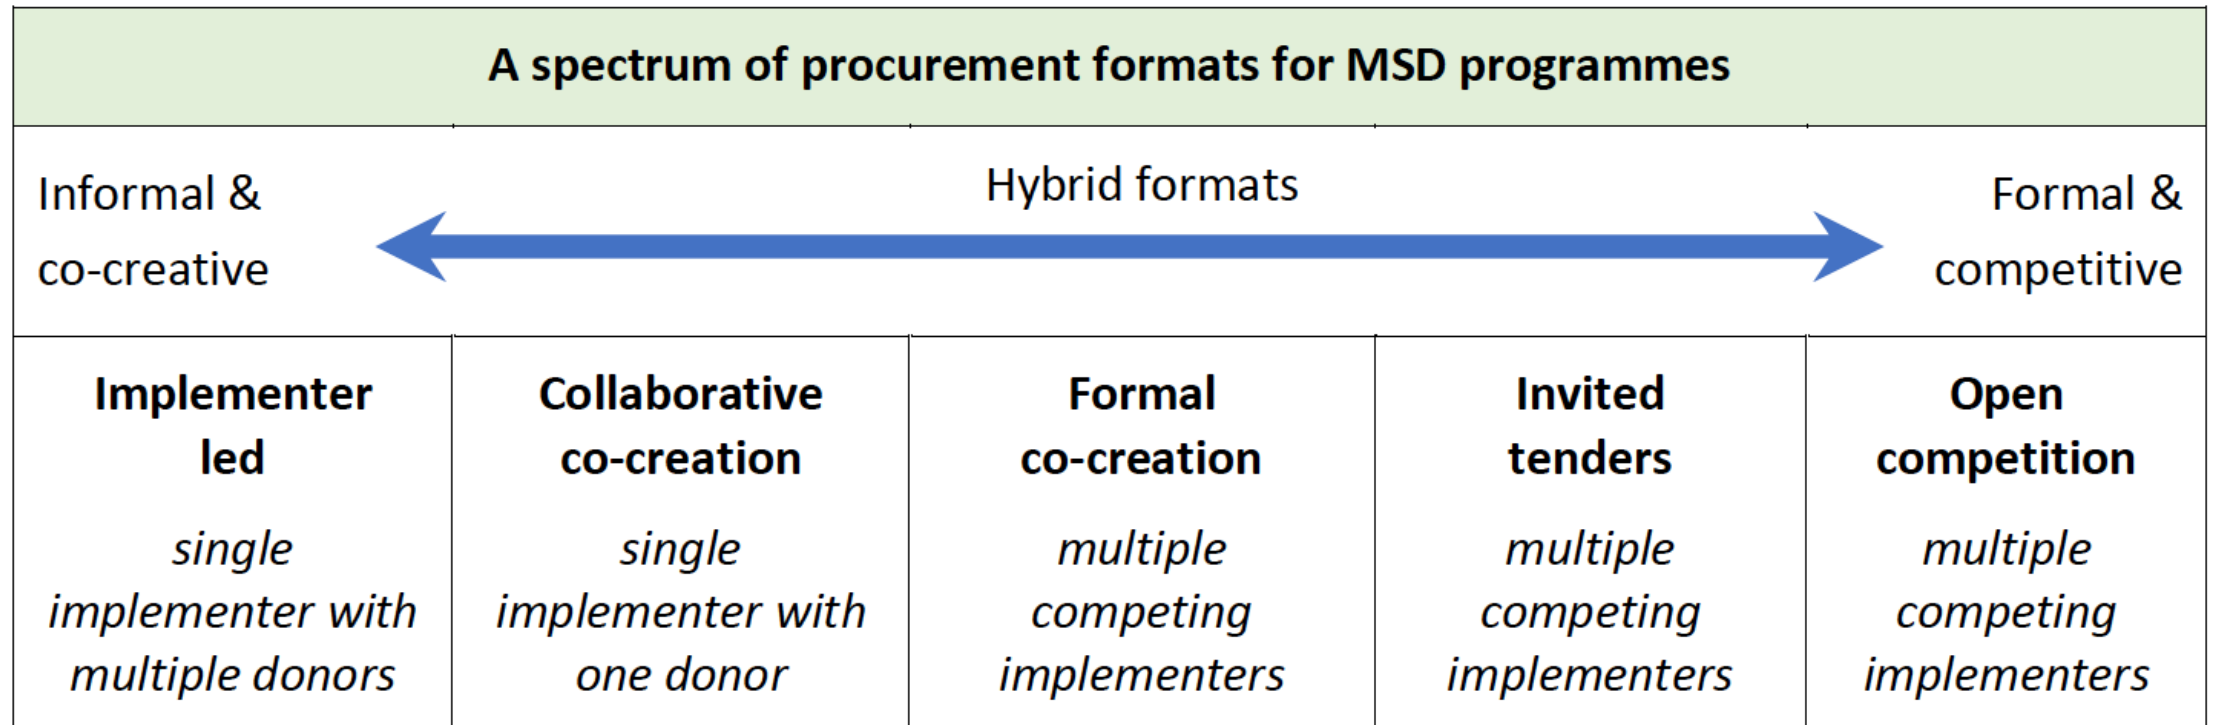 A spectrum of procurement formats for MSD programmes
Informal &
co-creative
Hybrid formats
Formal &
competitive
Implementer
led
single
implementer with
multiple donors
Collaborative
co-creation
single
implementer with
one donor
Formal
co-creation
multiple
competing
implementers
Invited
tenders
multiple
competing
implementers
Open
competition
multiple
competing
implementers